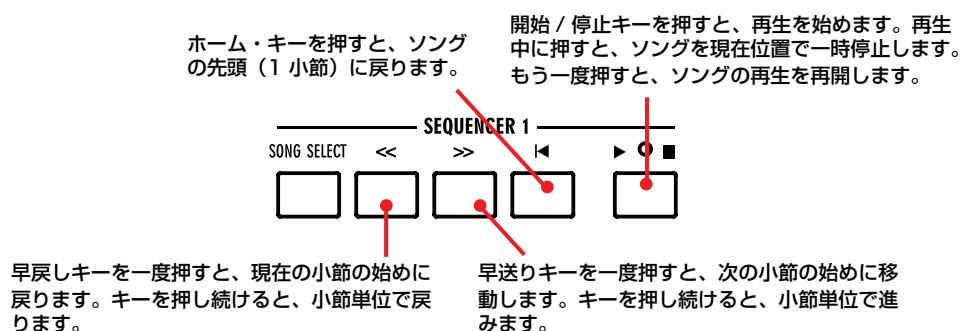 ホーム・キーを押すと、ソング
の先頭（1 小節）に戻ります。
開始 / 停止キーを押すと、再生を始めます。再生
中に押すと、ソングを現在位置で一時停止します。
もう一度押すと、ソングの再生を再開します。
SEQUENCER 1
SONG SELECT << >> |◀ ▶ ■
早戻しキーを一度押すと、現在の小節の始めに
戻ります。キーを押し続けると、小節単位で戻
ります。
早送りキーを一度押すと、次の小節の始めに移
動します。キーを押し続けると、小節単位で進
みます。